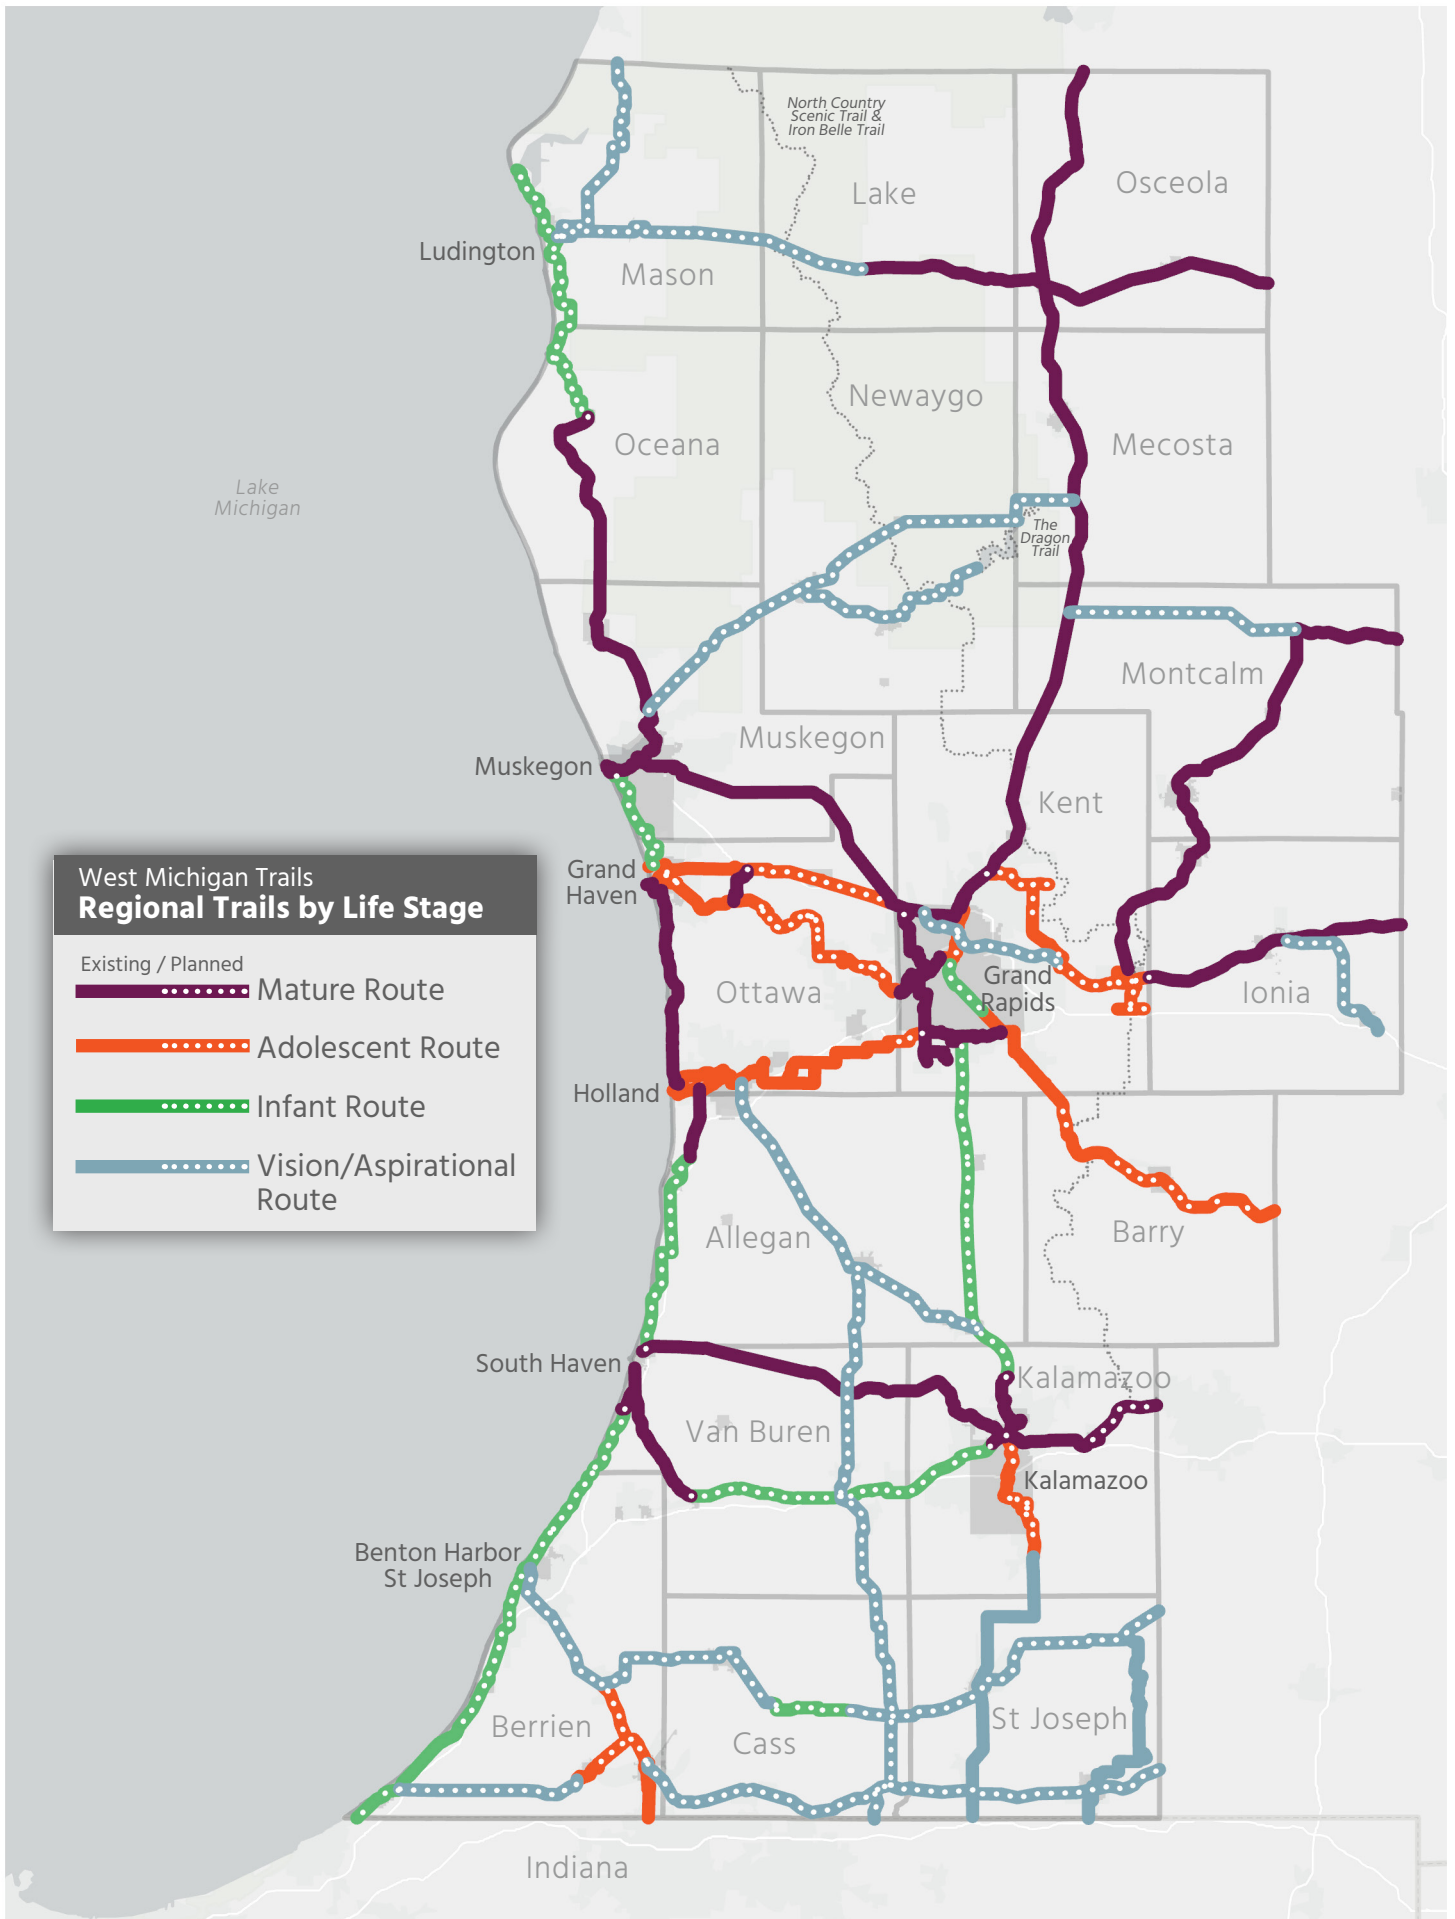 North Country
Scenic Trail &
Iron Belle Trail
Osceola
Lake
Ludington
Mason
Newaygo
Oceana
Mecosta
Lake
Michigan
The
Dragon
Trail
Montcalm
Muskegon
Muskegon
Kent
Grand
Haven
West Michigan Trails
Regional Trails by Life Stage
Existing / Planned
Mature Route
Adolescent Route
Infant Route
Vision/Aspirational
Route
Ottawa
Grand
Rapids
Ionia
Holland
Allegan
Barry
South Haven
Kalamazoo
Van Buren
Kalamazoo
Benton Harbor
St Joseph
Berrien
Cass
St Joseph
Indiana